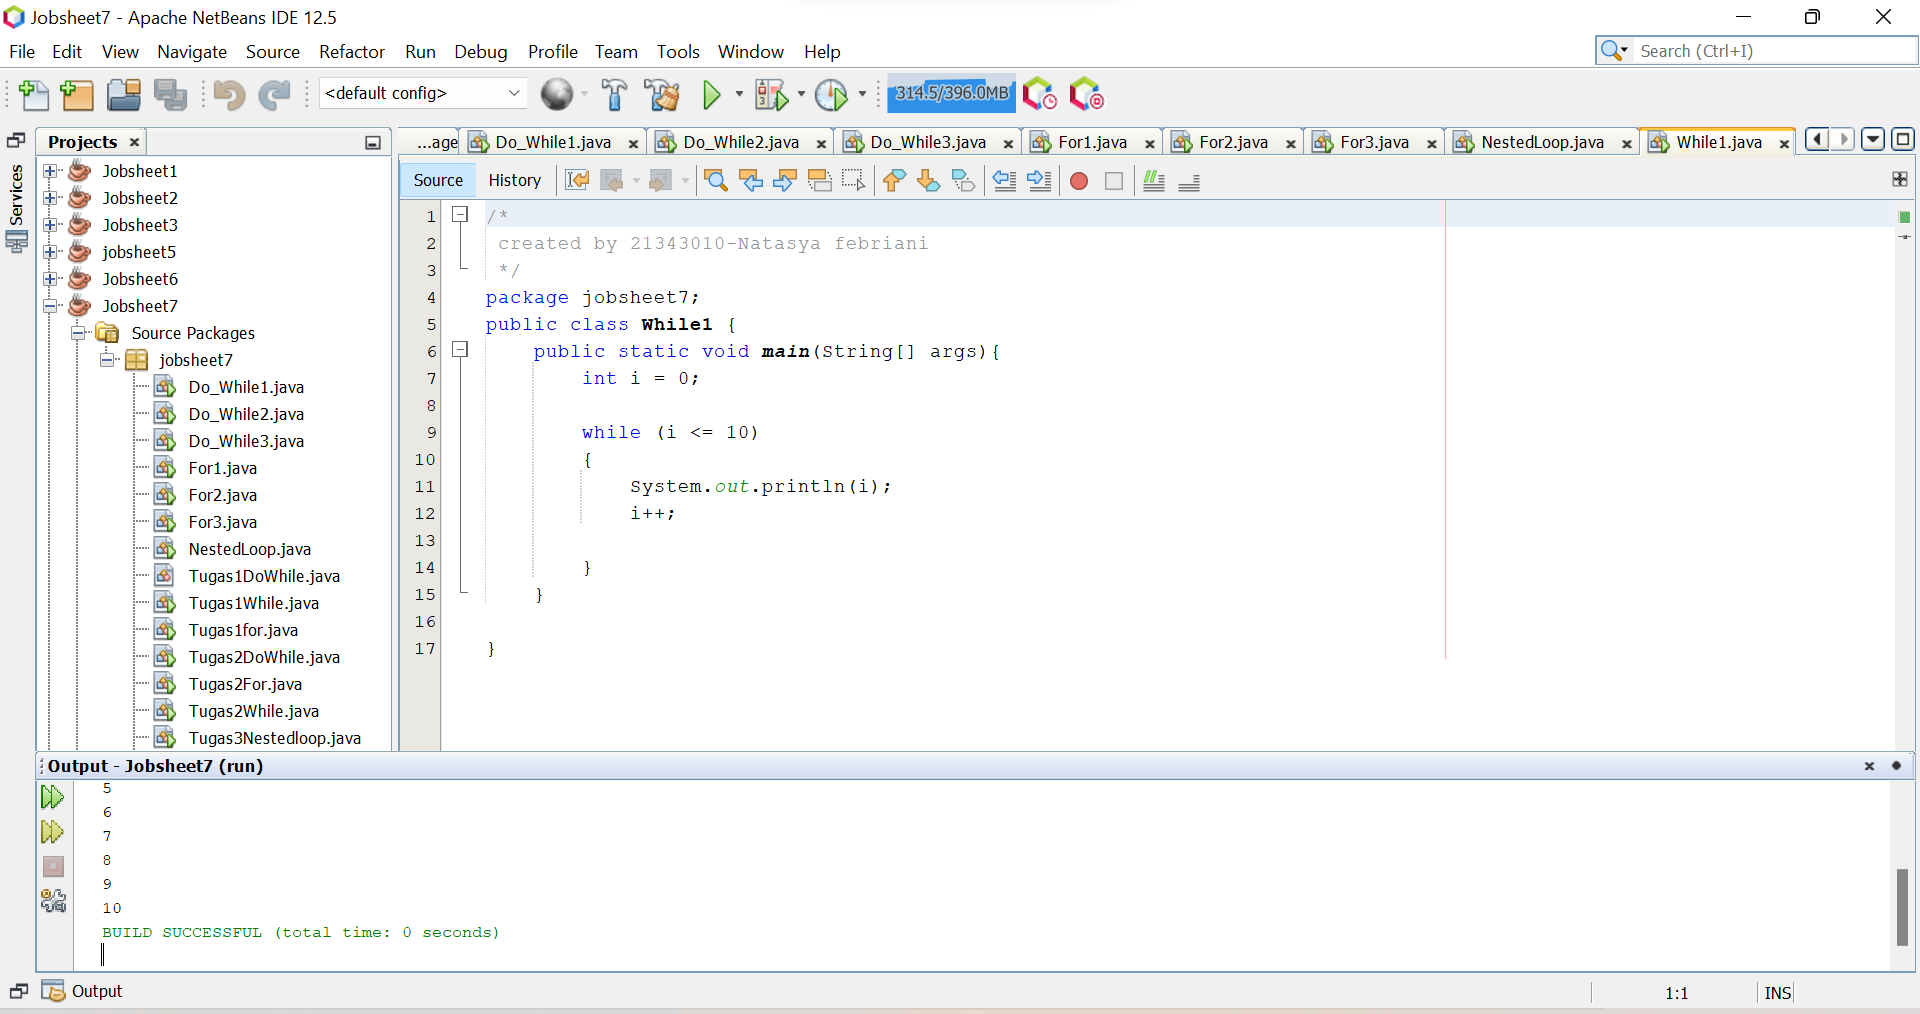 Jobsheet7 - Apache NetBeans IDE 12.5
File Edit View Navigate Source Refactor Run Debug Profile Team Tools Window Help
Search (Ctrl+I)
<default config>
314.5/396.0MB
Projects
...age Do_While1.java Do_While2.java Do_While3.java For1.java For2.java For3.java NestedLoop.java While1.java
Services
Source History
Jobsheet1
Jobsheet2
Jobsheet3
jobsheet5
Jobsheet6
Jobsheet7
Source Packages
jobsheet7
Do_While1.java
Do_While2.java
Do_While3.java
For1.java
For2.java
For3.java
NestedLoop.java
Tugas1DoWhile.java
Tugas1While.java
Tugas1for.java
Tugas2DoWhile.java
Tugas2For.java
Tugas2While.java
Tugas3Nestedloop.java
1 /*
2 created by 21343010-Natasya febriani
3 */
4 package jobsheet7;
5 public class While1 {
6 public static void main(String[] args){
7 int i = 0;
8
9 while (i <= 10)
10 {
11 System.out.println(i);
12 i++;
13
14 }
15 }
16
17 }
Output - Jobsheet7 (run)
5
6
7
8
9
10
BUILD SUCCESSFUL (total time: 0 seconds)
Output
1:1 INS